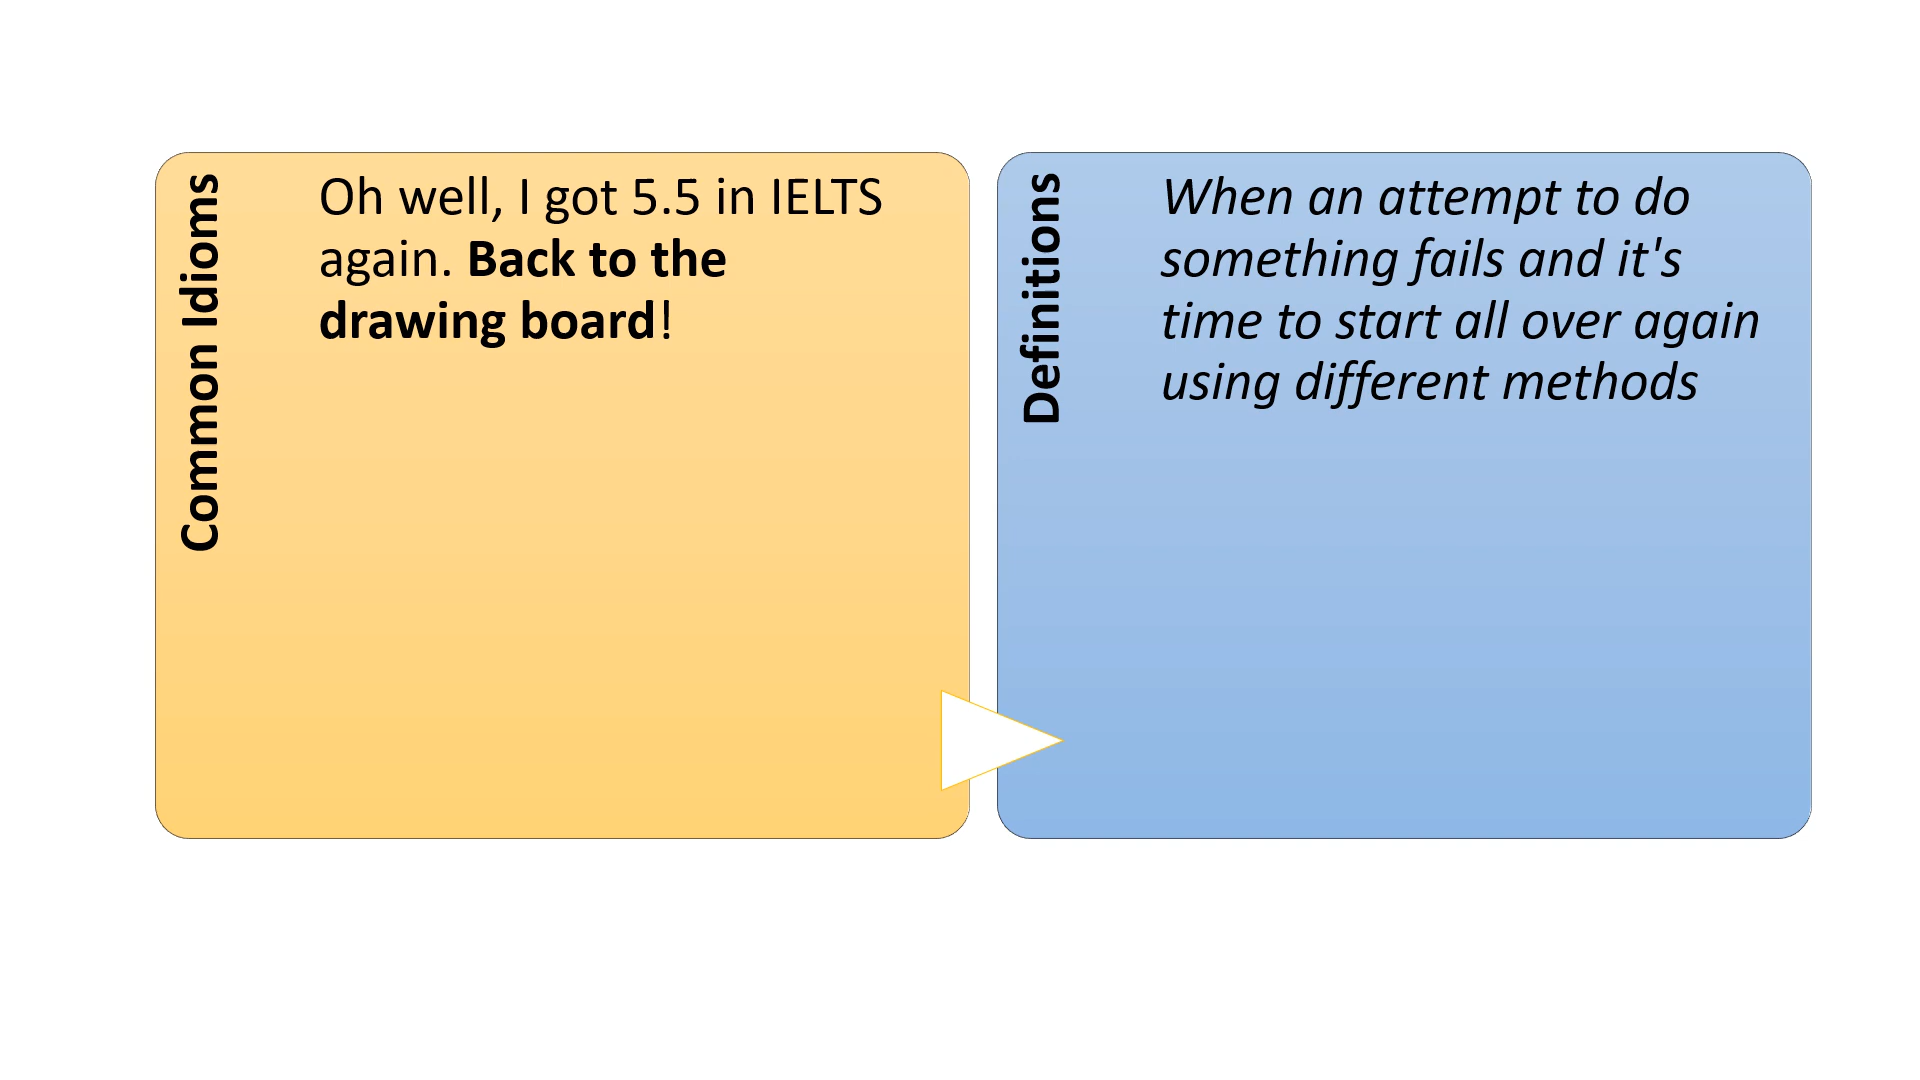 Common Idioms
Oh well, I got 5.5 in IELTS
again. Back to the
drawing board!
Definitions
When an attempt to do
something fails and it's
time to start all over again
using different methods